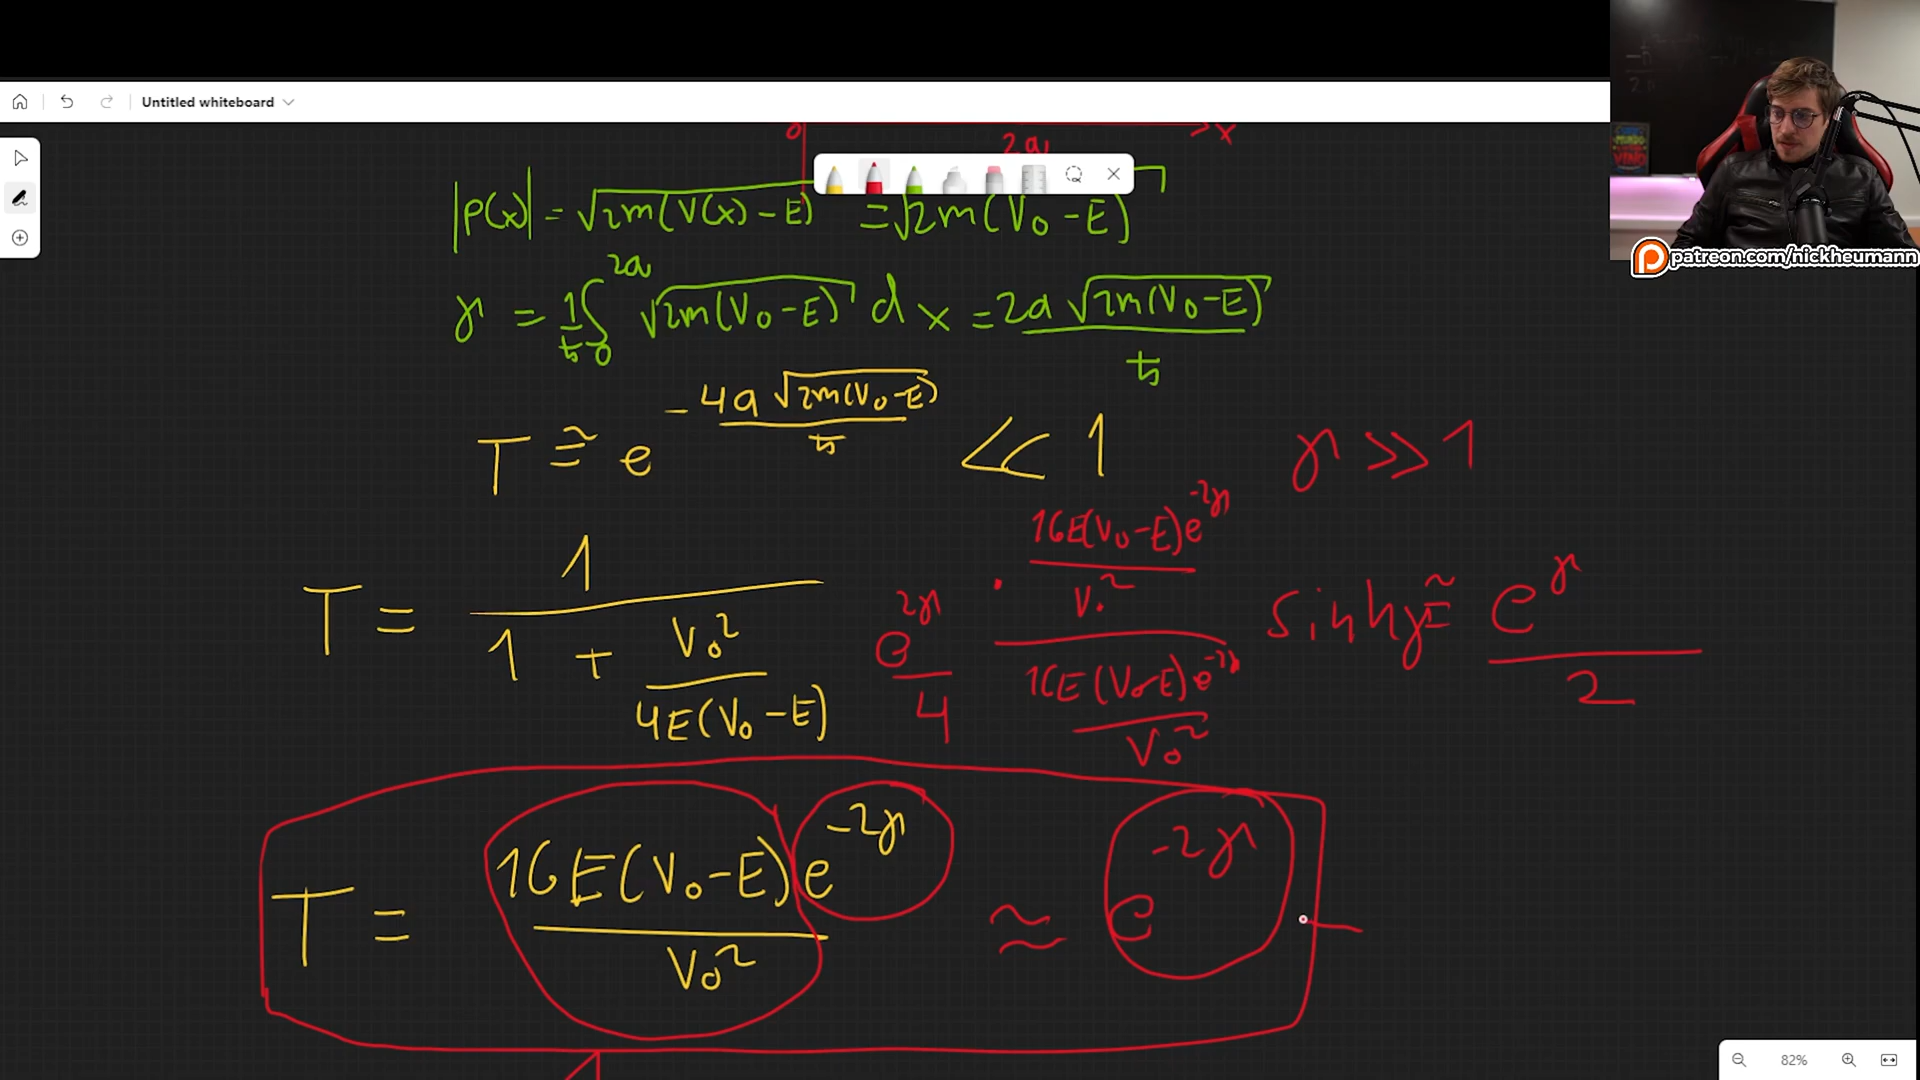 Untitled whiteboard
0 2a x
|p(x)| = √2m(V(x) - E) = √2m(V₀ - E)
γ = 1/ħ ∫₀^2a √2m(V₀ - E) dx = 2a √2m(V₀ - E) / ħ
T ≅ e^(-4a √2m(V₀ - E) / ħ) << 1 γ >> 1
T = 1 / (1 + V₀² / 4E(V₀ - E) e^2γ / 4) · (16E(V₀ - E)e^-2γ / V₀²) / (16E(V₀ - E)e^-2γ / V₀²) sinhγ ≅ e^γ / 2
T = 16E(V₀ - E)e^-2γ / V₀² ≈ e^-2γ
patreon.com/nickheumann
82%